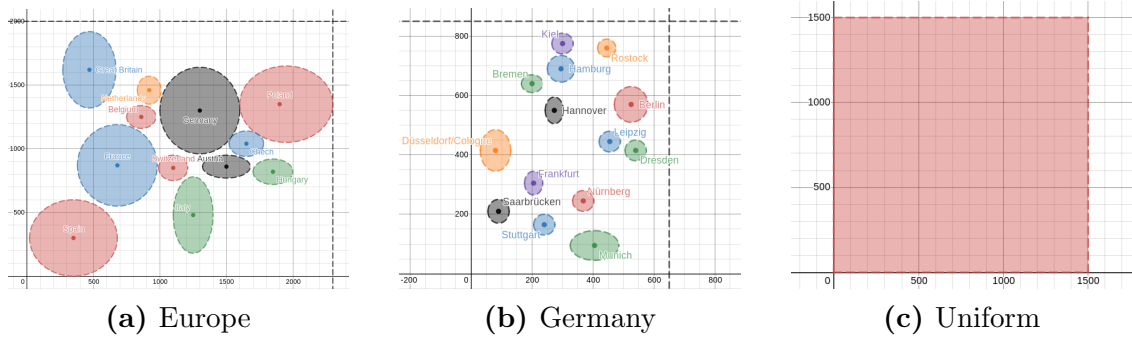 2000
1500
1000
500
0
0
500
1000
1500
2000
Great Britain
Netherlands
Belgium
Germany
Poland
France
Switzerland
Austria
Czech
Hungary
Italy
Spain
800
600
400
200
-200
0
200
400
600
800
Kiel
Rostock
Hamburg
Bremen
Hannover
Berlin
Düsseldorf/Cologne
Leipzig
Dresden
Frankfurt
Nürnberg
Saarbrücken
Stuttgart
Munich
1500
1000
500
0
0
500
1000
1500
(a) Europe
(b) Germany
(c) Uniform